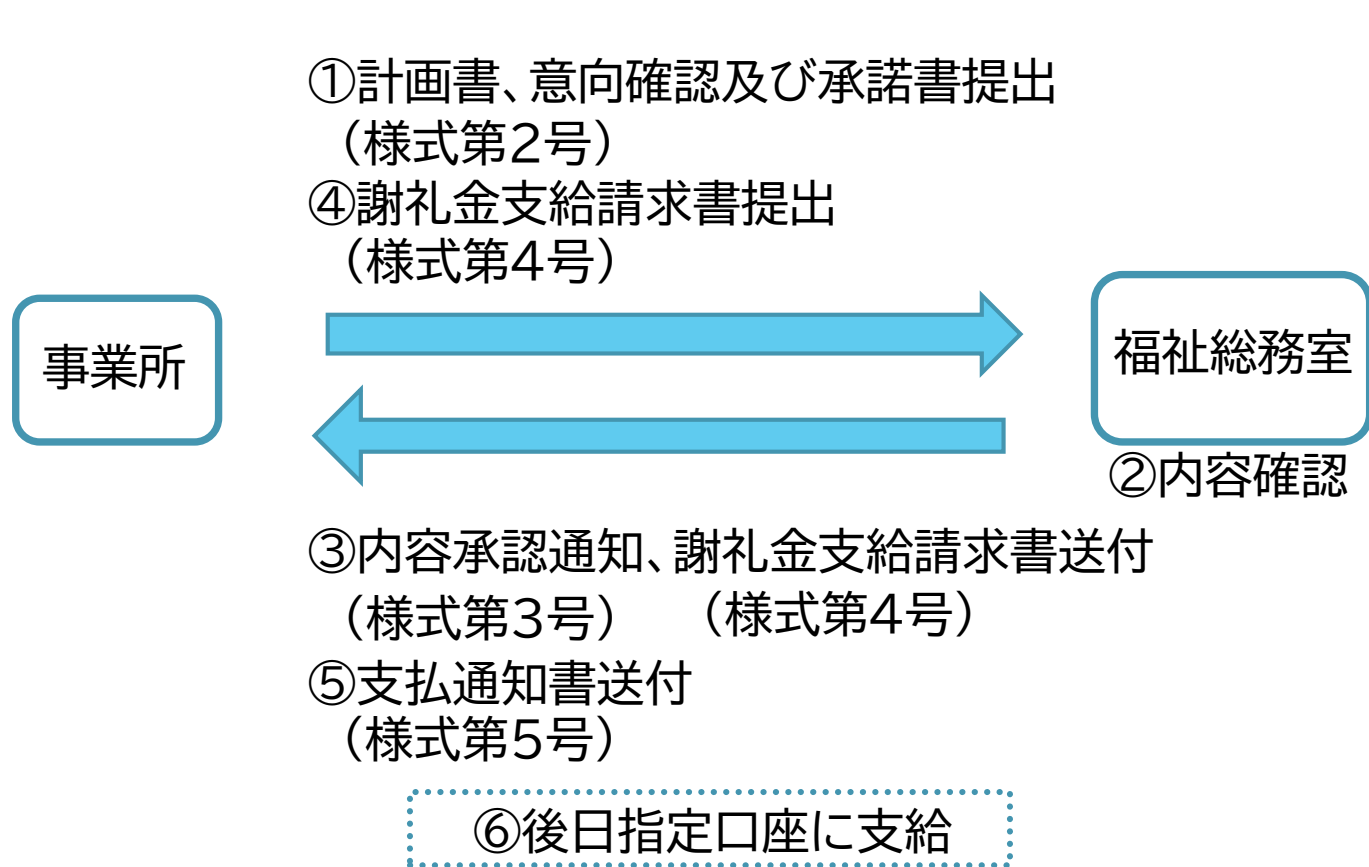 ①計画書、意向確認及び承諾書提出
（様式第2号）
④謝礼金支給請求書提出
（様式第4号）
事業所
福祉総務室
②内容確認
③内容承認通知、謝礼金支給請求書送付
（様式第3号）　（様式第4号）
⑤支払通知書送付
（様式第5号）
⑥後日指定口座に支給